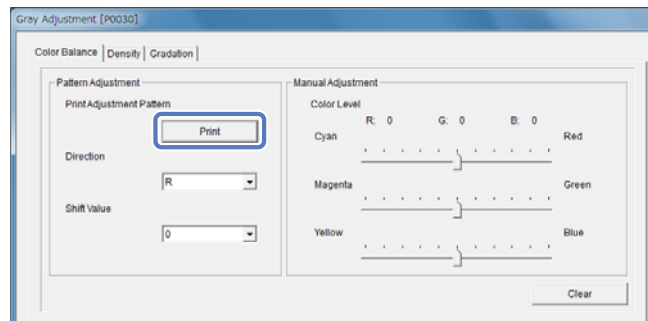 Gray Adjustment [P0030]
Color Balance Density Gradation
Pattern Adjustment
Print Adjustment Pattern
Print
Direction
R
Shift Value
0
Manual Adjustment
Color Level
R: 0 G: 0 B: 0
Cyan Red
Magenta Green
Yellow Blue
Clear